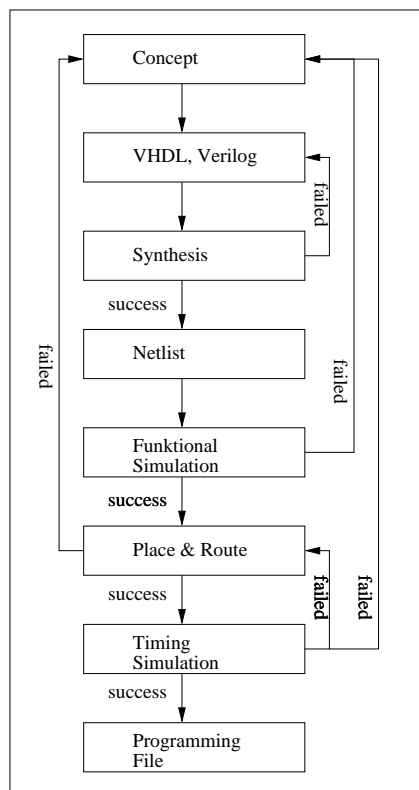 Concept
VHDL, Verilog
failed
Synthesis
success
Netlist
failed
failed
Funktional
Simulation
success
Place & Route
success
failed
failed
Timing
Simulation
success
Programming
File